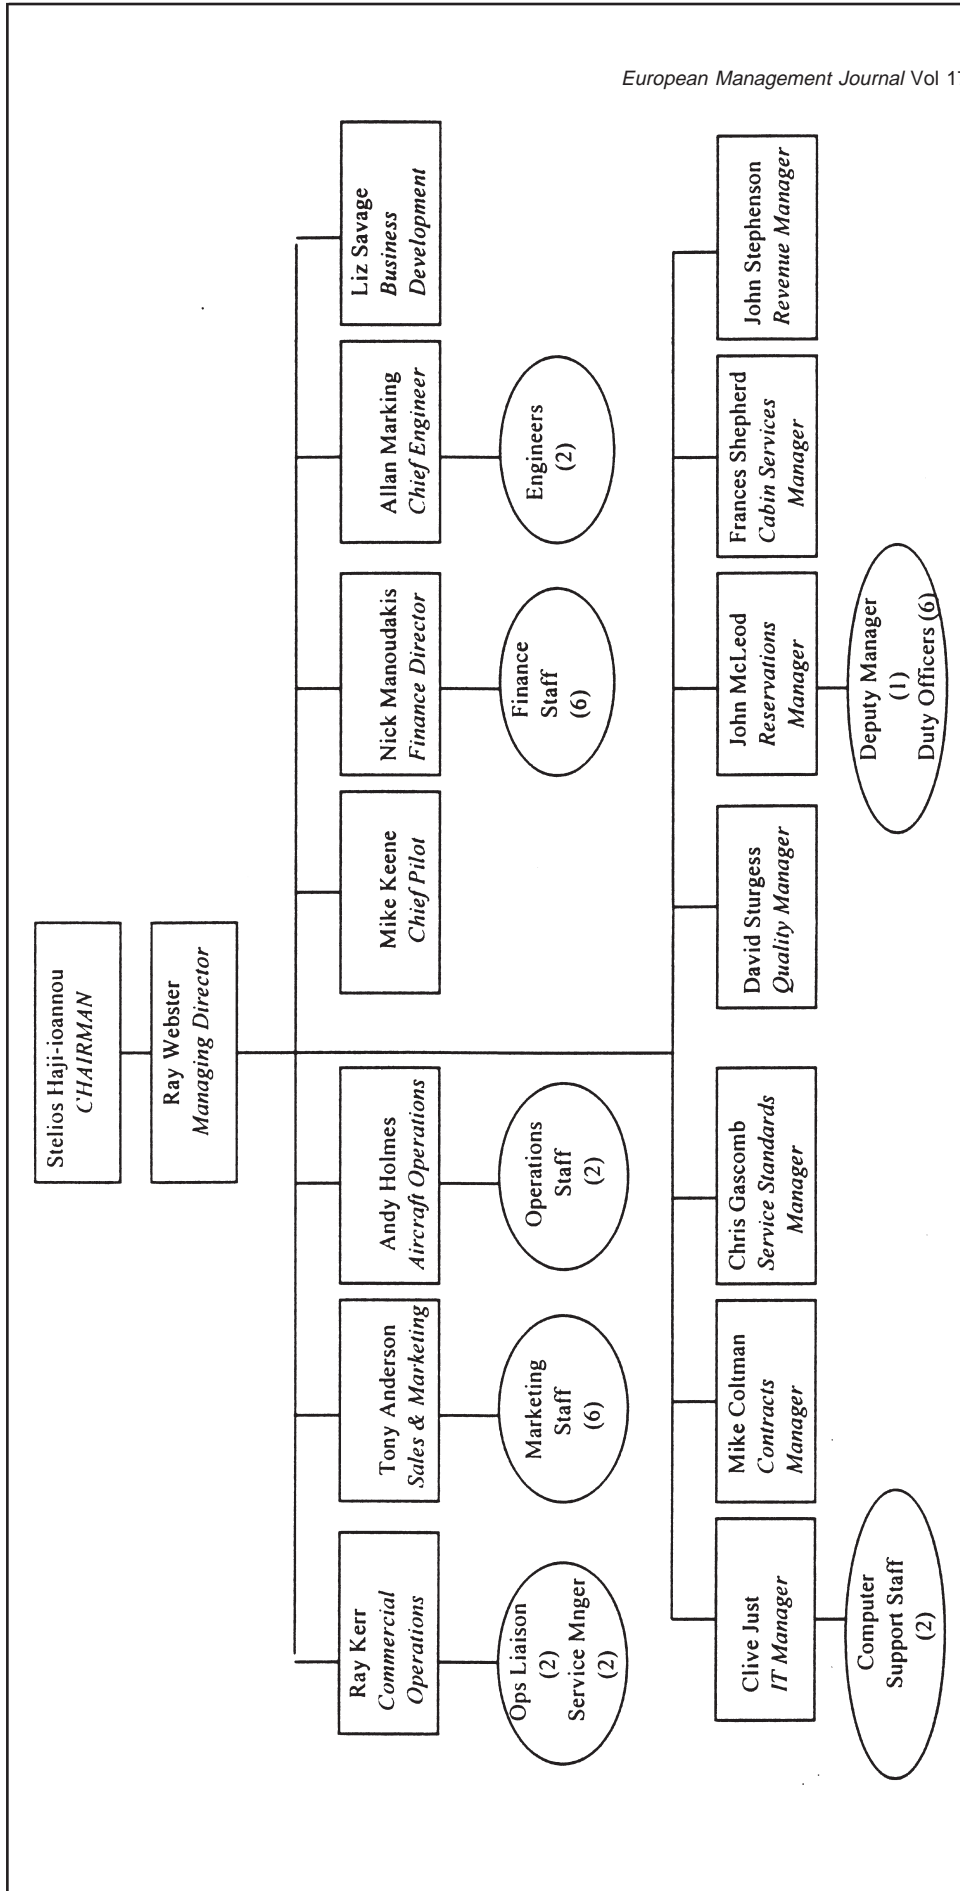 European Management Journal Vol 17
Stelios Haji-ioannou
CHAIRMAN
Ray Webster
Managing Director
Ray Kerr
Commercial
Operations
Tony Anderson
Sales & Marketing
Andy Holmes
Aircraft Operations
Mike Keene
Chief Pilot
Nick Manoudakis
Finance Director
Allan Marking
Chief Engineer
Liz Savage
Business
Development
Ops Liaison
(2)
Service Mnger
(2)
Marketing
Staff
(6)
Operations
Staff
(2)
Finance
Staff
(6)
Engineers
(2)
Clive Just
IT Manager
Mike Coltman
Contracts
Manager
Chris Gascomb
Service Standards
Manager
David Sturgess
Quality Manager
John McLeod
Reservations
Manager
Frances Shepherd
Cabin Services
Manager
John Stephenson
Revenue Manager
Computer
Support Staff
(2)
Deputy Manager
(1)
Duty Officers (6)